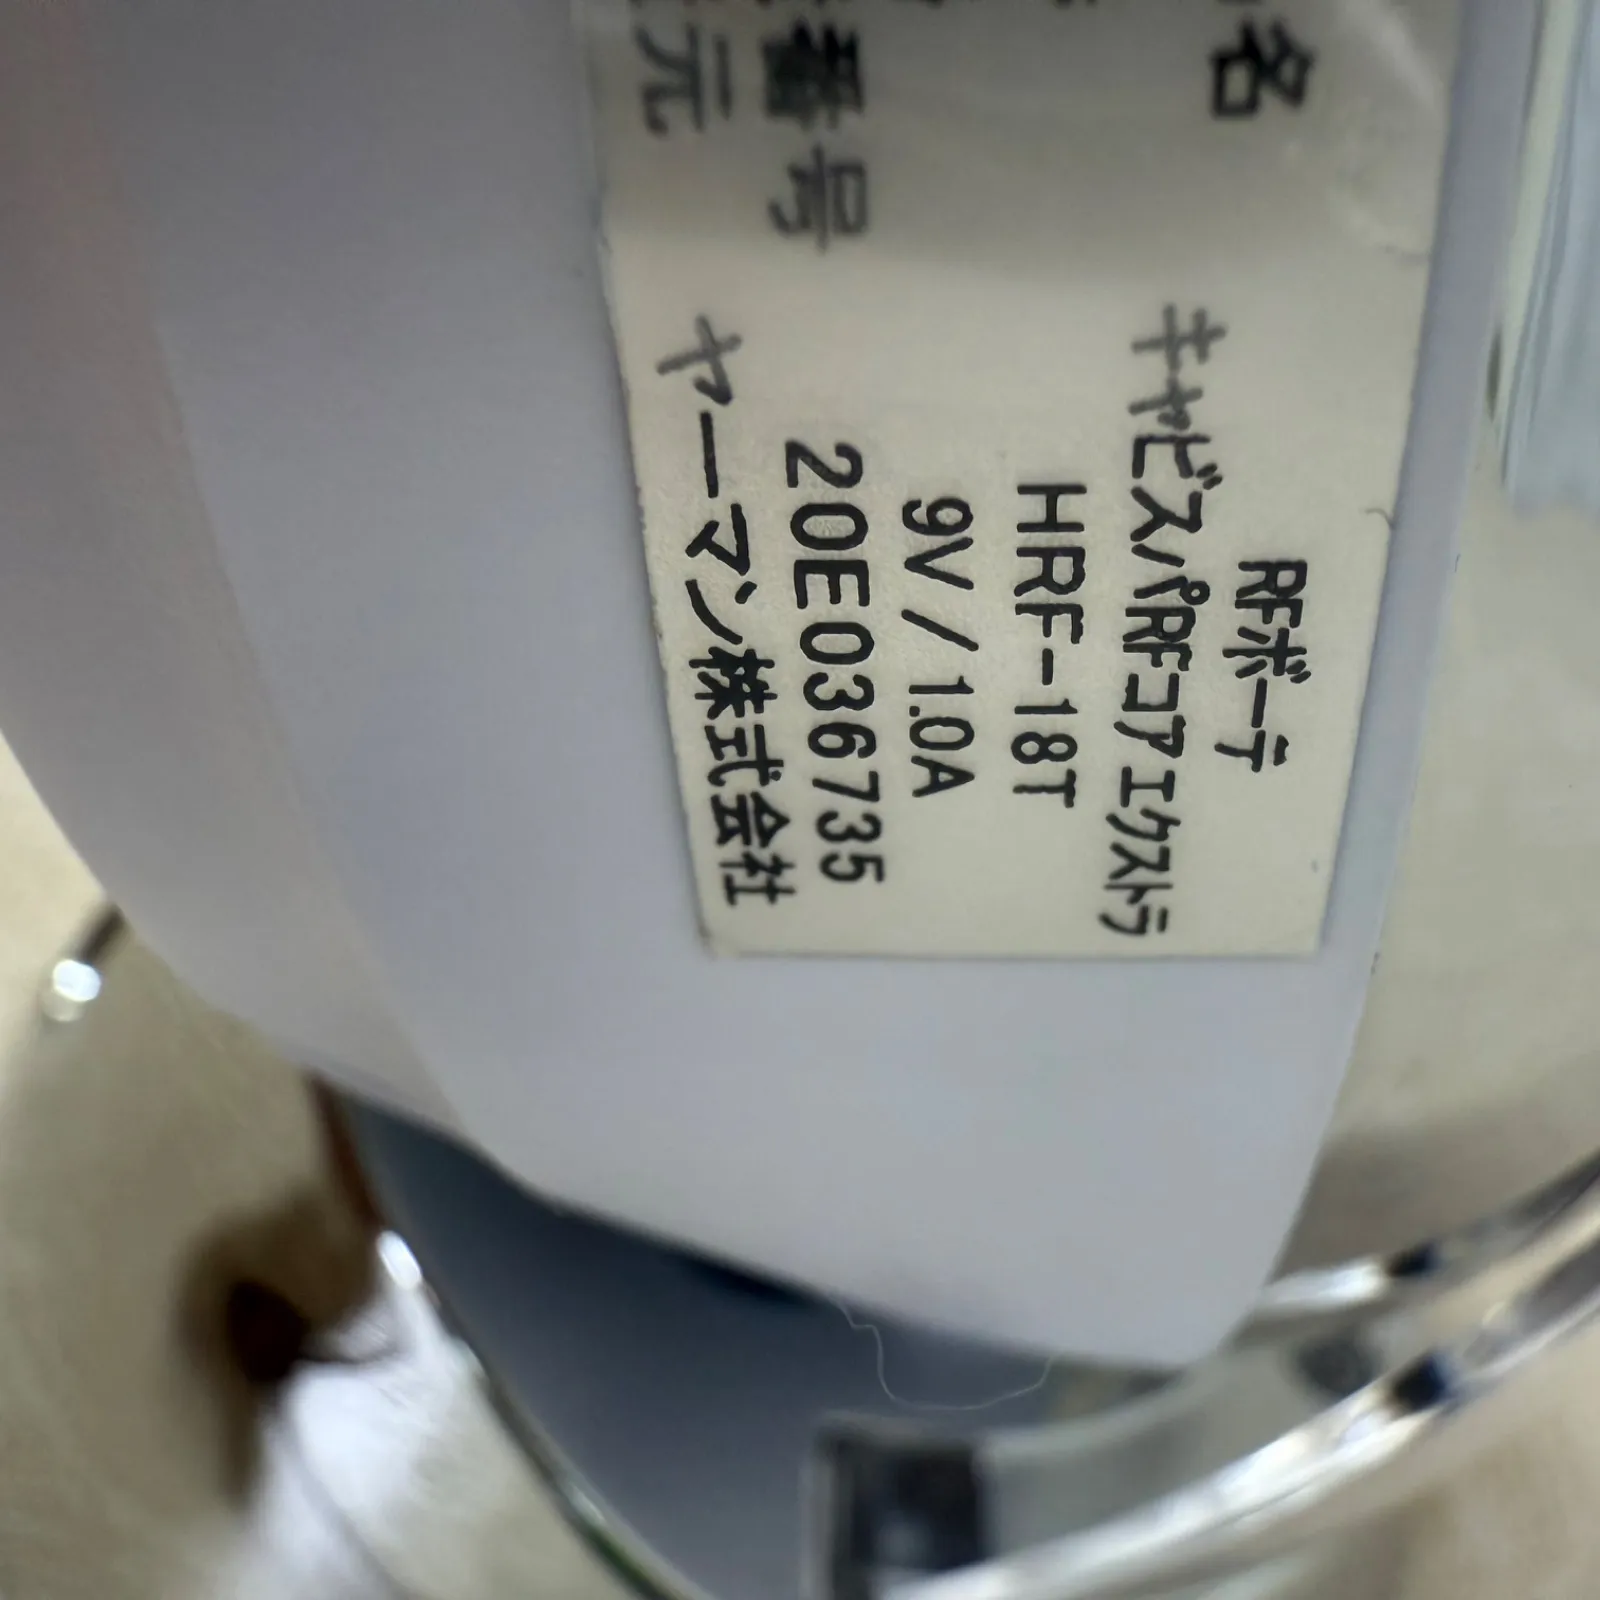 名 RFボーテ
キャビスパRFコアエクストラ
HRF-18T
9V/1.0A
番号 20E036735
元 ヤーマン株式会社